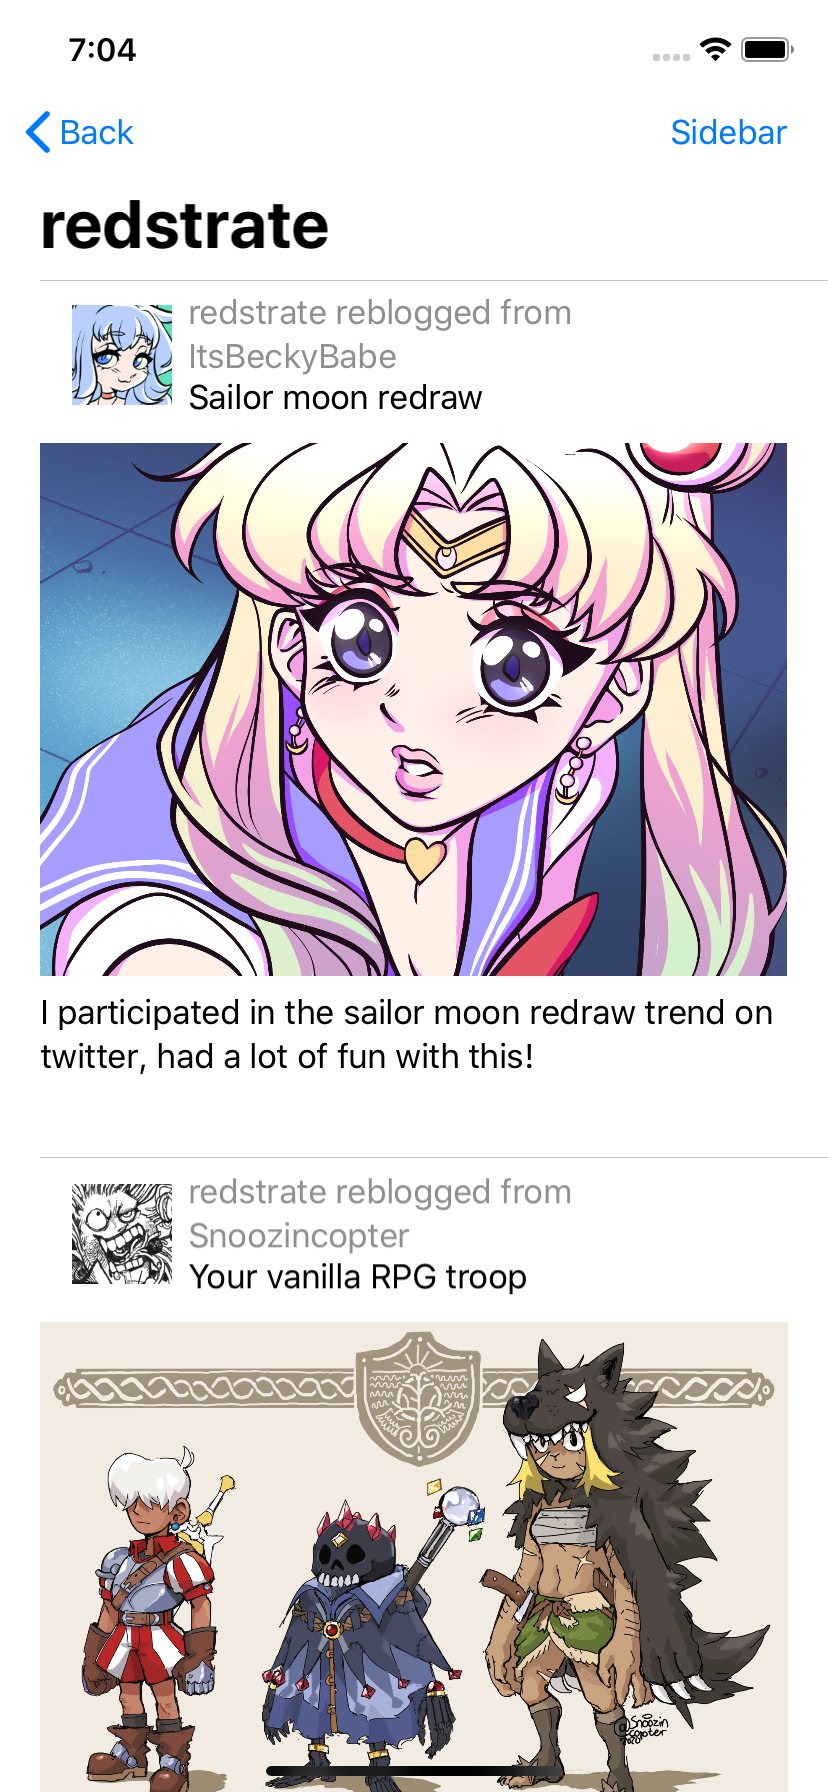 7:04
Back
Sidebar
redstrate
redstrate reblogged from
ItsBeckyBabe
Sailor moon redraw
I participated in the sailor moon redraw trend on
twitter, had a lot of fun with this!
redstrate reblogged from
Snoozincopter
Your vanilla RPG troop
@Snoozin
copter
2020